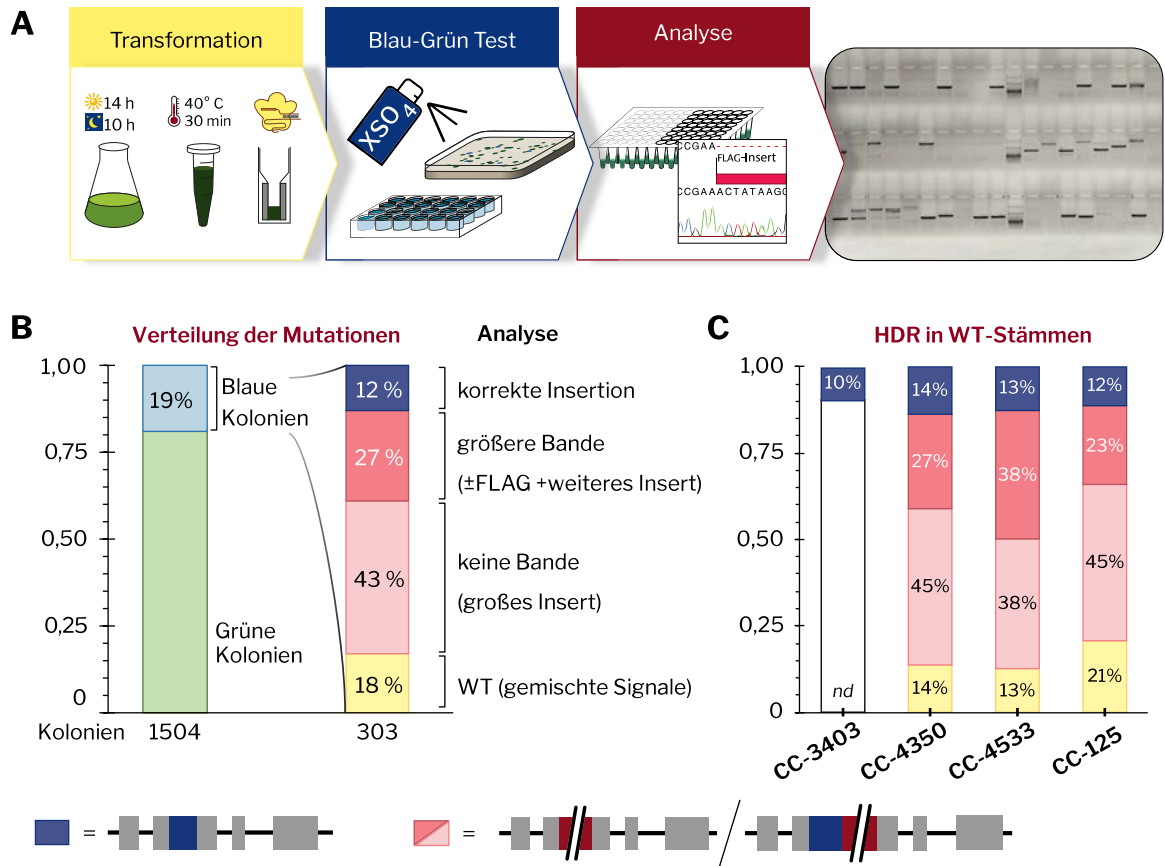 A
Transformation
Blau-Grün Test
Analyse
14 h
10 h
40° C
30 min
XSO4
CCGAA
FLAG-Insert
CCGAAACTATAAGC
B
Verteilung der Mutationen
Analyse
1,00
0,75
0,50
0,25
0
19%
Blaue
Kolonien
Grüne
Kolonien
12 %
27 %
43 %
18 %
korrekte Insertion
größere Bande
(±FLAG +weiteres Insert)
keine Bande
(großes Insert)
WT (gemischte Signale)
Kolonien
1504
303
C
HDR in WT-Stämmen
1,00
0,75
0,50
0,25
0
10%
nd
14%
27%
45%
14%
13%
38%
38%
13%
12%
23%
45%
21%
CC-3403
CC-4350
CC-4533
CC-125
=
=